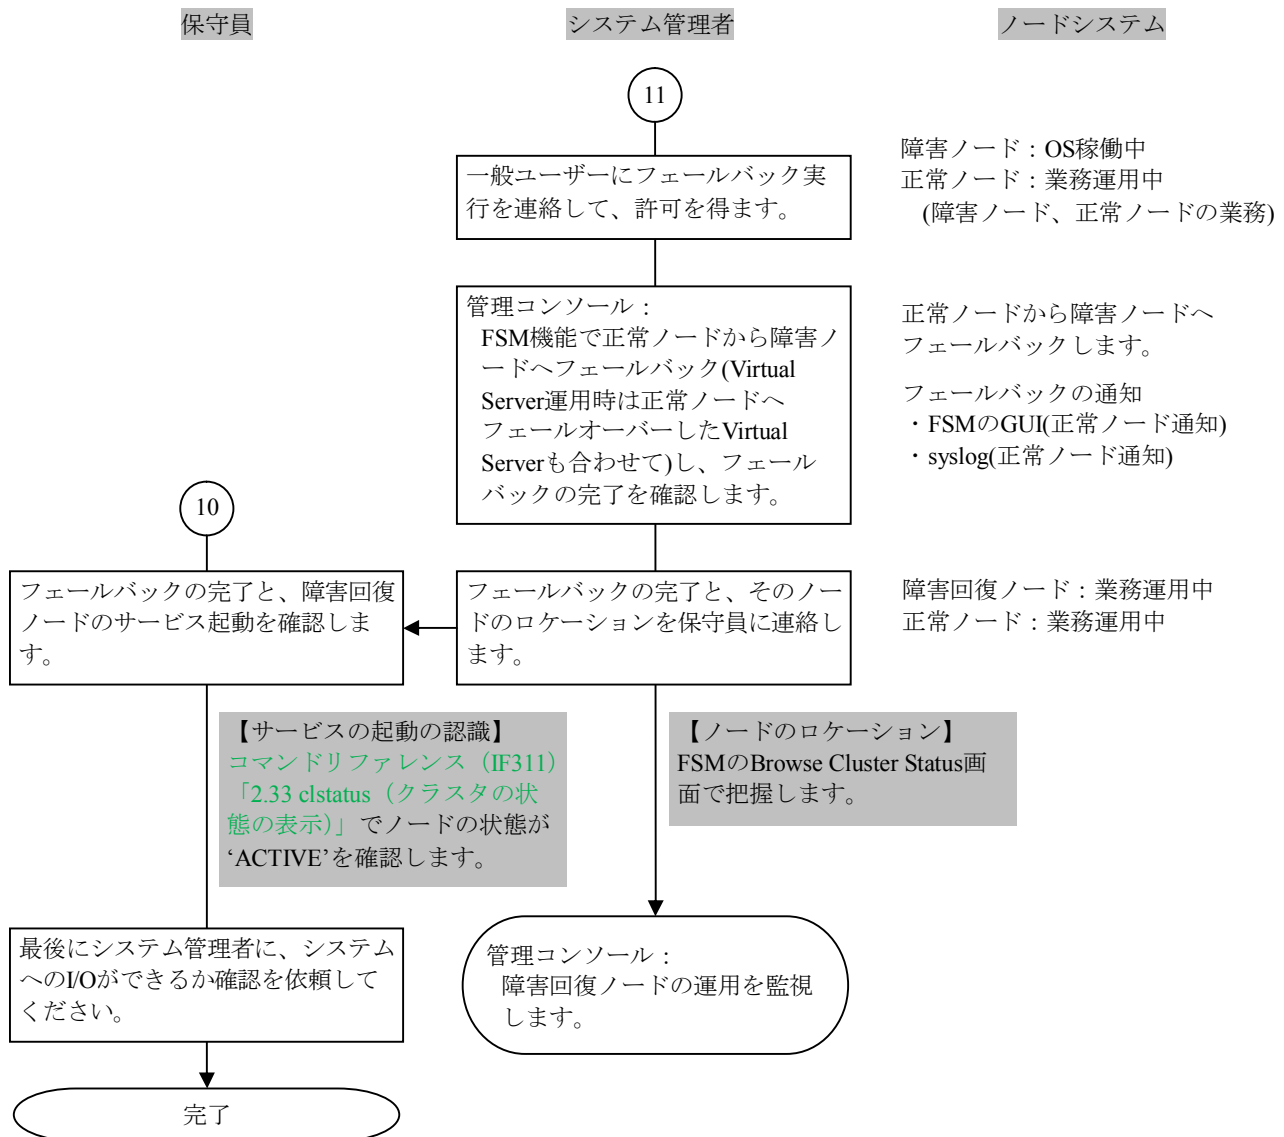 保守員
システム管理者
ノードシステム
11
一般ユーザーにフェールバック実
行を連絡して、許可を得ます。
障害ノード：OS稼働中
正常ノード：業務運用中
(障害ノード、正常ノードの業務)
管理コンソール：
FSM機能で正常ノードから障害ノ
ードへフェールバック(Virtual
Server運用時は正常ノードへ
フェールオーバーしたVirtual
Serverも合わせて)し、フェール
バックの完了を確認します。
正常ノードから障害ノードへ
フェールバックします。
フェールバックの通知
・FSMのGUI(正常ノード通知)
・syslog(正常ノード通知)
10
フェールバックの完了と、障害回復
ノードのサービス起動を確認しま
す。
フェールバックの完了と、そのノー
ドのロケーションを保守員に連絡し
ます。
障害回復ノード：業務運用中
正常ノード：業務運用中
【サービスの起動の認識】
コマンドリファレンス（IF311）
「2.33 clstatus（クラスタの状
態の表示）」でノードの状態が
‘ACTIVE’を確認します。
【ノードのロケーション】
FSMのBrowse Cluster Status画
面で把握します。
最後にシステム管理者に、システム
へのI/Oができるか確認を依頼して
ください。
管理コンソール：
障害回復ノードの運用を監視
します。
完了